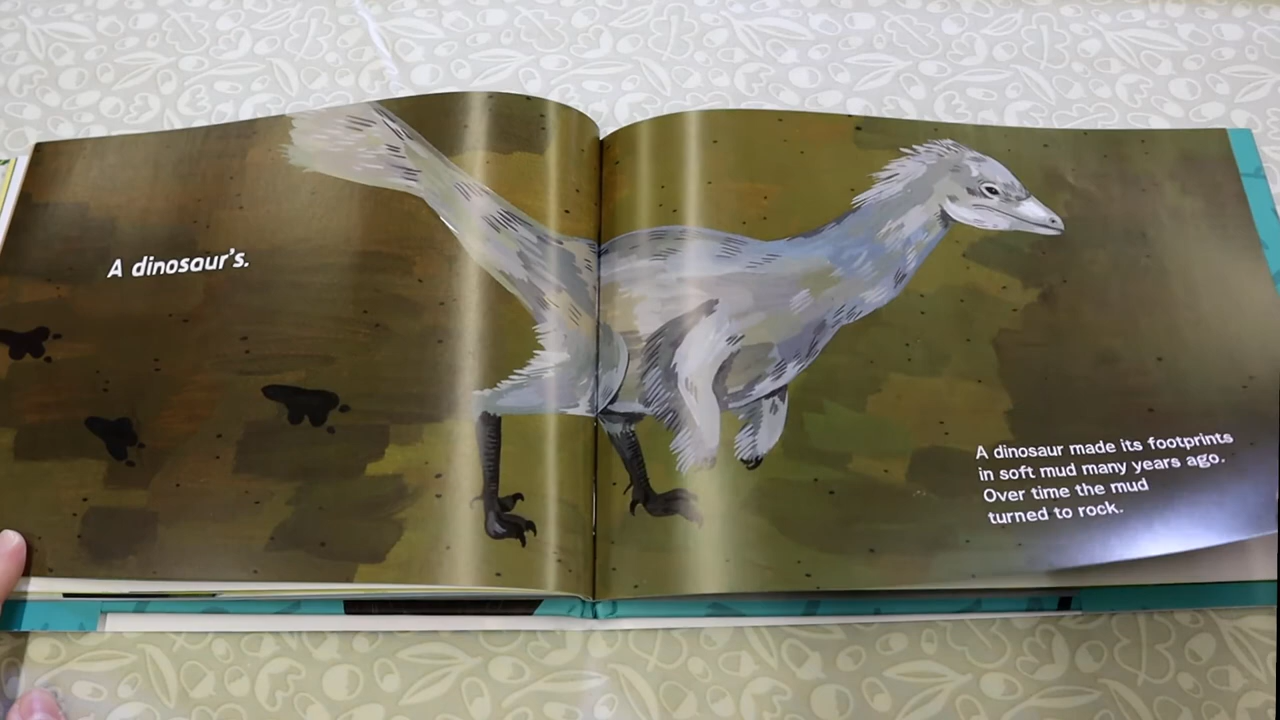 A dinosaur's.
A dinosaur made its footprints
in soft mud many years ago.
Over time the mud
turned to rock.